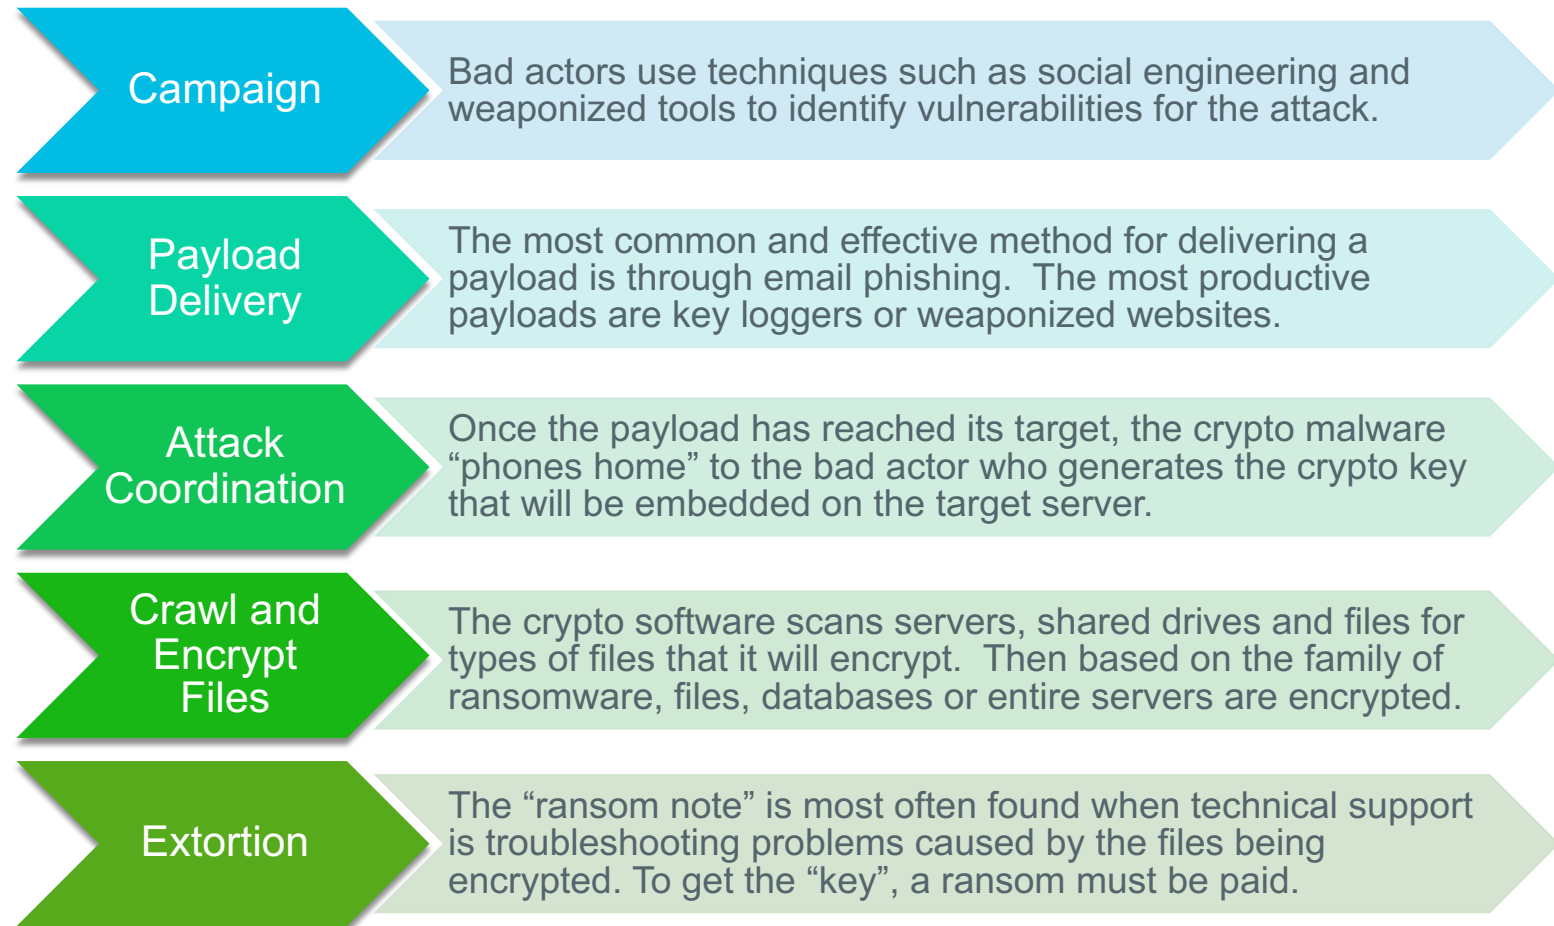 Campaign
Bad actors use techniques such as social engineering and
weaponized tools to identify vulnerabilities for the attack.
Payload
Delivery
The most common and effective method for delivering a
payload is through email phishing.  The most productive
payloads are key loggers or weaponized websites.
Attack
Coordination
Once the payload has reached its target, the crypto malware
“phones home” to the bad actor who generates the crypto key
that will be embedded on the target server.
Crawl and
Encrypt
Files
The crypto software scans servers, shared drives and files for
types of files that it will encrypt.  Then based on the family of
ransomware, files, databases or entire servers are encrypted.
Extortion
The “ransom note” is most often found when technical support
is troubleshooting problems caused by the files being
encrypted. To get the “key”, a ransom must be paid.